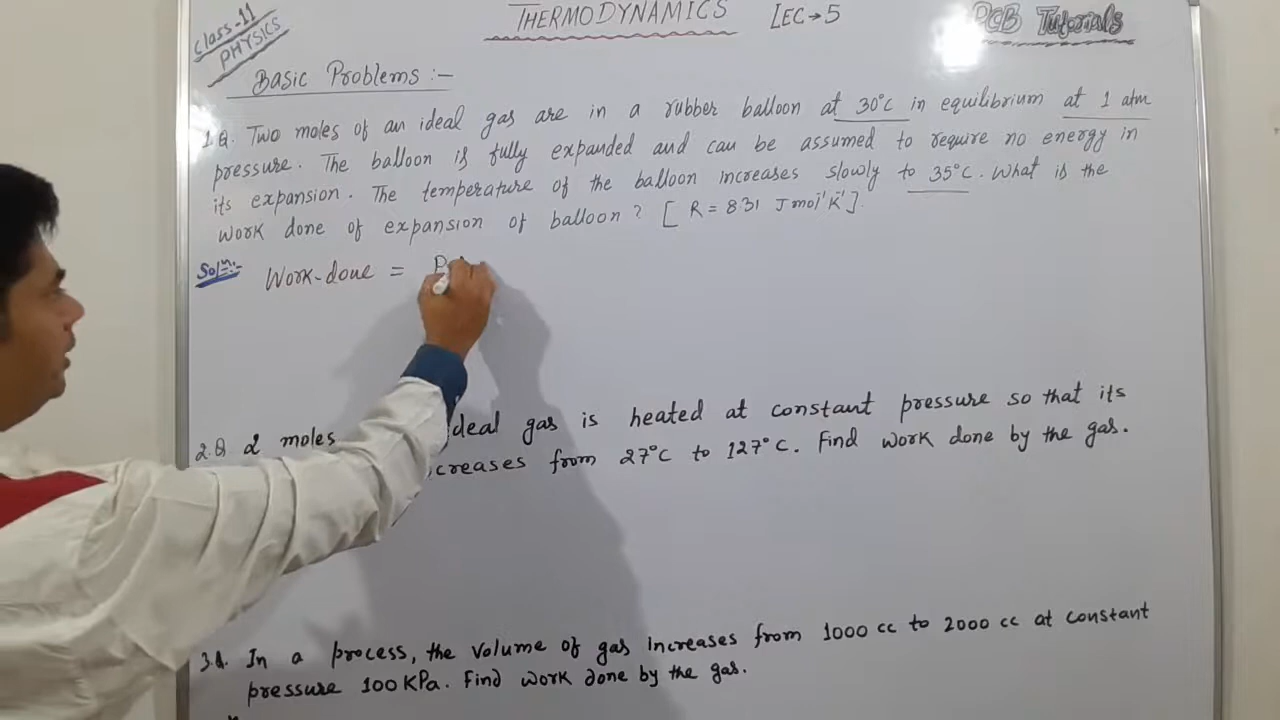 THERMODYNAMICS LEC→5
PCB Tutorials
Class-11
PHYSICS
Basic Problems :-
1.Q. Two moles of an ideal gas are in a rubber balloon at 30°C in equilibrium at 1 atm
pressure. The balloon is fully expanded and can be assumed to require no energy in
its expansion. The temperature of the balloon increases slowly to 35°C. What is the
work done of expansion of balloon? [ R = 8.31 J mol⁻¹ K⁻¹ ].
Soln:- Work-done =
2.Q 2 moles ideal gas is heated at constant pressure so that its
creases from 27°C to 127°C. Find work done by the gas.
3.Q. In a process, the volume of gas increases from 1000 cc to 2000 cc at constant
pressure 100 KPa. Find work done by the gas.